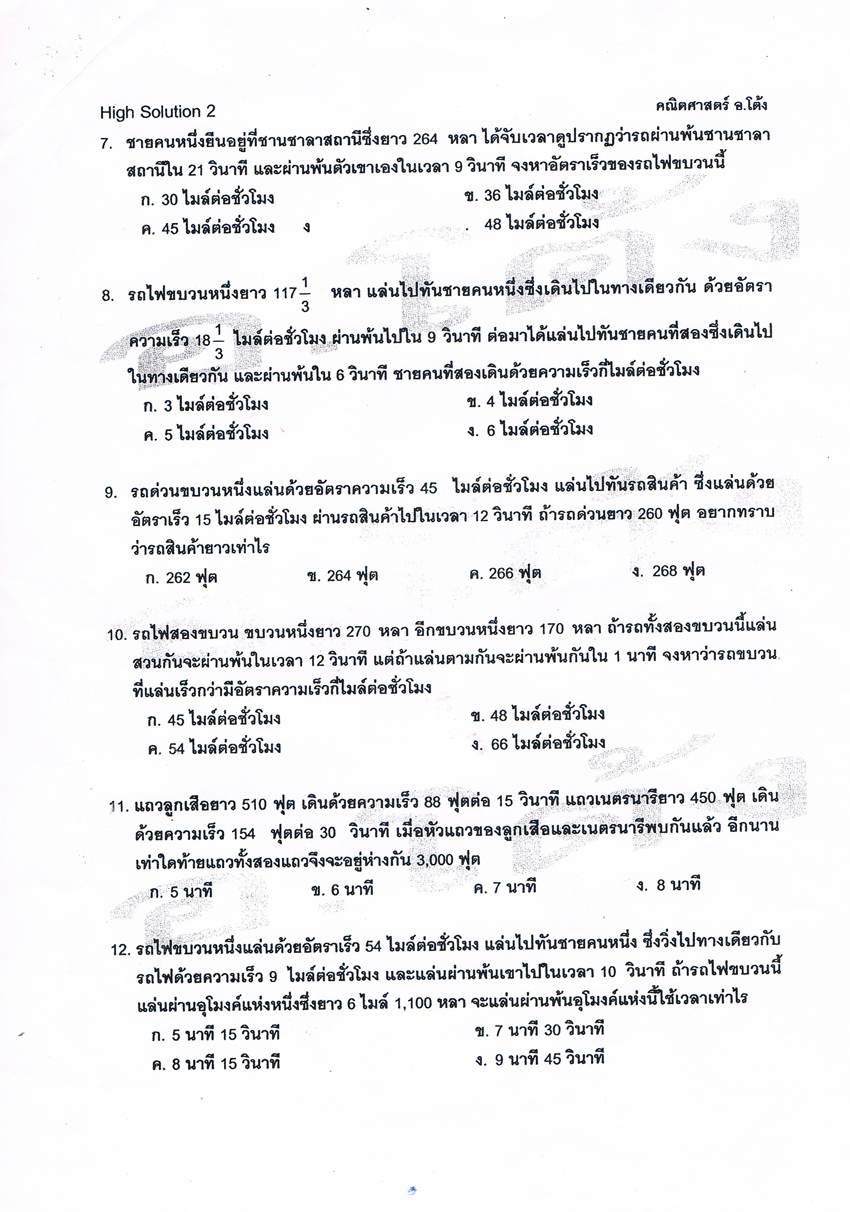 High Solution 2
คณิตศาสตร์ อ.โต้ง
7. ชายคนหนึ่งยืนอยู่ที่ชานชาลาสถานีซึ่งยาว 264 หลา ได้จับเวลาดูปรากฏว่ารถผ่านพ้นชานชาลา
สถานีใน 21 วินาที และผ่านพ้นตัวเขาเองในเวลา 9 วินาที จงหาอัตราเร็วของรถไฟขบวนนี้
ก. 30 ไมล์ต่อชั่วโมง ข. 36 ไมล์ต่อชั่วโมง
ค. 45 ไมล์ต่อชั่วโมง ง . 48 ไมล์ต่อชั่วโมง
8. รถไฟขบวนหนึ่งยาว 117 1/3 หลา แล่นไปทันชายคนหนึ่งซึ่งเดินไปในทางเดียวกัน ด้วยอัตรา
ความเร็ว 18 1/3 ไมล์ต่อชั่วโมง ผ่านพ้นไปใน 9 วินาที ต่อมาได้แล่นไปทันชายคนที่สองซึ่งเดินไป
ในทางเดียวกัน และผ่านพ้นใน 6 วินาที ชายคนที่สองเดินด้วยความเร็วกี่ไมล์ต่อชั่วโมง
ก. 3 ไมล์ต่อชั่วโมง ข. 4 ไมล์ต่อชั่วโมง
ค. 5 ไมล์ต่อชั่วโมง ง. 6 ไมล์ต่อชั่วโมง
9. รถด่วนขบวนหนึ่งแล่นด้วยอัตราความเร็ว 45 ไมล์ต่อชั่วโมง แล่นไปทันรถสินค้า ซึ่งแล่นด้วย
อัตราเร็ว 15 ไมล์ต่อชั่วโมง ผ่านรถสินค้าไปในเวลา 12 วินาที ถ้ารถด่วนยาว 260 ฟุต อยากทราบ
ว่ารถสินค้ายาวเท่าไร
ก. 262 ฟุต ข. 264 ฟุต ค. 266 ฟุต ง. 268 ฟุต
10. รถไฟสองขบวน ขบวนหนึ่งยาว 270 หลา อีกขบวนหนึ่งยาว 170 หลา ถ้ารถทั้งสองขบวนนี้แล่น
สวนกันจะผ่านพ้นในเวลา 12 วินาที แต่ถ้าแล่นตามกันจะผ่านพ้นกันใน 1 นาที จงหาว่ารถขบวน
ที่แล่นเร็วกว่ามีอัตราความเร็วกี่ไมล์ต่อชั่วโมง
ก. 45 ไมล์ต่อชั่วโมง ข. 48 ไมล์ต่อชั่วโมง
ค. 54 ไมล์ต่อชั่วโมง ง. 66 ไมล์ต่อชั่วโมง
11. แถวลูกเสือยาว 510 ฟุต เดินด้วยความเร็ว 88 ฟุตต่อ 15 วินาที แถวเนตรนารียาว 450 ฟุต เดิน
ด้วยความเร็ว 154 ฟุตต่อ 30 วินาที เมื่อหัวแถวของลูกเสือและเนตรนารีพบกันแล้ว อีกนาน
เท่าใดท้ายแถวทั้งสองแถวจึงจะอยู่ห่างกัน 3,000 ฟุต
ก. 5 นาที ข. 6 นาที ค. 7 นาที ง. 8 นาที
12. รถไฟขบวนหนึ่งแล่นด้วยอัตราเร็ว 54 ไมล์ต่อชั่วโมง แล่นไปทันชายคนหนึ่ง ซึ่งวิ่งไปทางเดียวกับ
รถไฟด้วยความเร็ว 9 ไมล์ต่อชั่วโมง และแล่นผ่านพ้นเขาไปในเวลา 10 วินาที ถ้ารถไฟขบวนนี้
แล่นผ่านอุโมงค์แห่งหนึ่งซึ่งยาว 6 ไมล์ 1,100 หลา จะแล่นผ่านพ้นอุโมงค์แห่งนี้ใช้เวลาเท่าไร
ก. 5 นาที 15 วินาที ข. 7 นาที 30 วินาที
ค. 8 นาที 15 วินาที ง. 9 นาที 45 วินาที